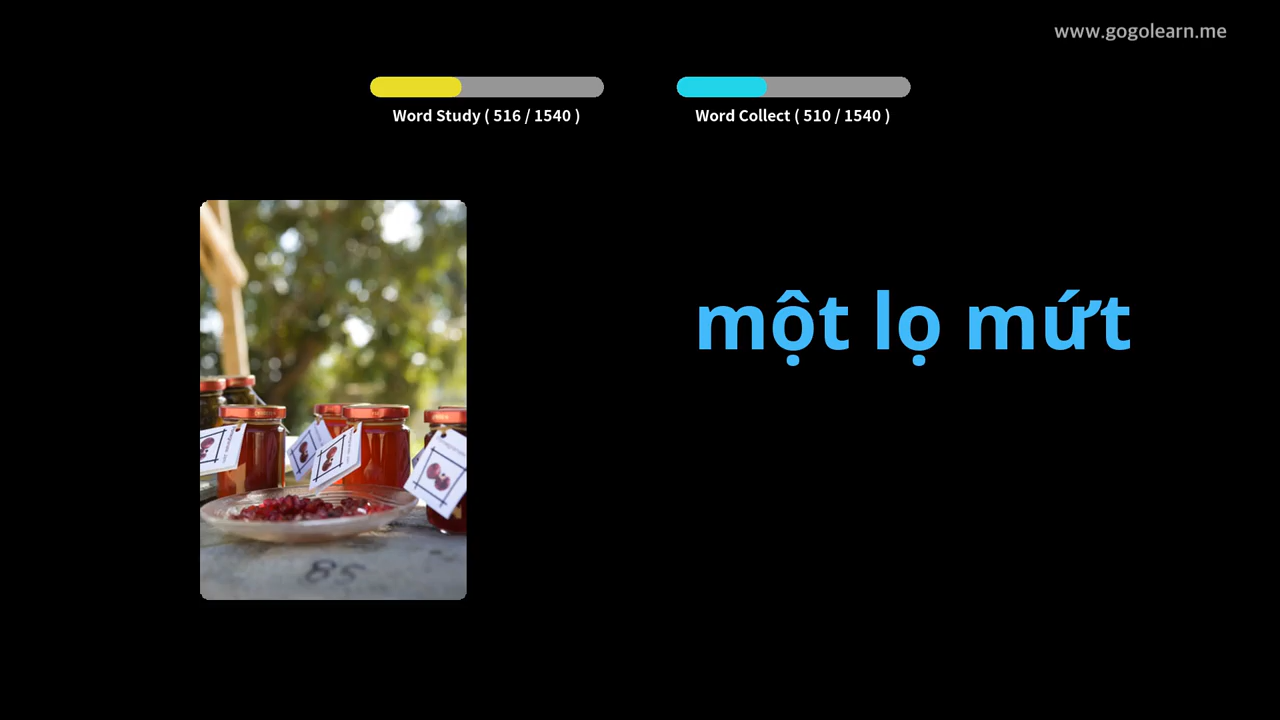 www.gogolearn.me
Word Study ( 516 / 1540 )
Word Collect ( 510 / 1540 )
một lọ mứt
85